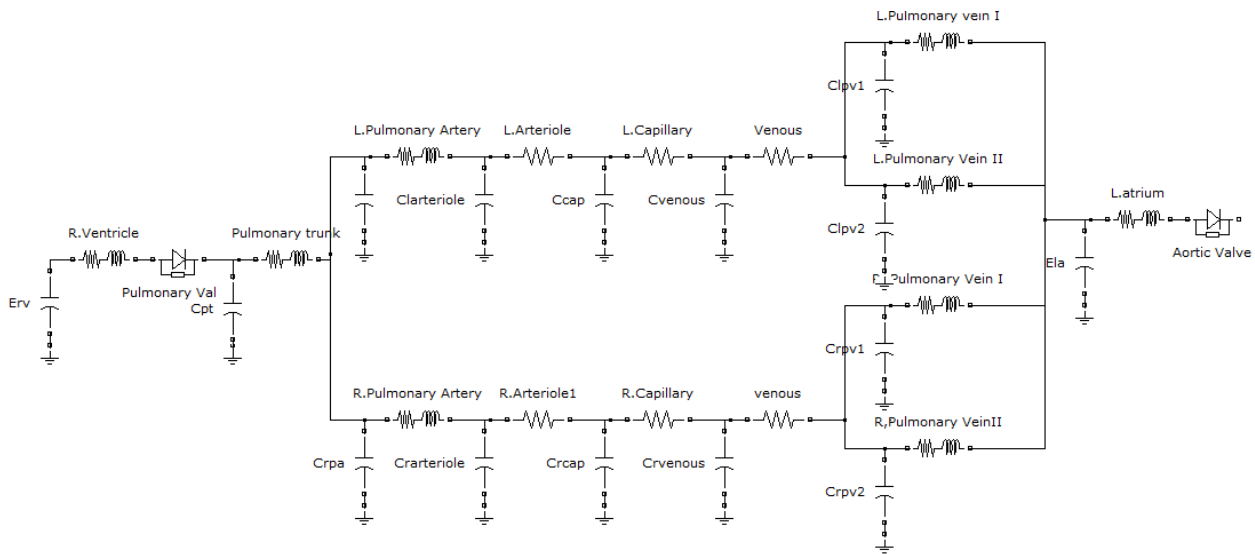 L.Pulmonary vein I
Clpv1
L.Pulmonary Artery
L.Arteriole
L.Capillary
Venous
L.Pulmonary Vein II
Clarteriole
Ccap
Cvenous
Clpv2
L.atrium
R.Ventricle
Pulmonary trunk
Aortic Valve
Ela
Pulmonary Val
Erv
Cpt
Pulmonary Vein I
Crpv1
R.Pulmonary Artery
R.Arteriole1
R.Capillary
venous
R,Pulmonary VeinII
Crpa
Crarteriole
Crcap
Crvenous
Crpv2